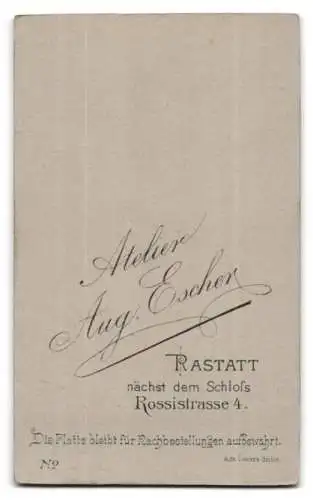 Atelier
Aug. Escher
RASTATT
nächst dem Schloſs
Rossistrasse 4.
Die Platte bleibt für Nachbestellungen aufbewahrt.
No